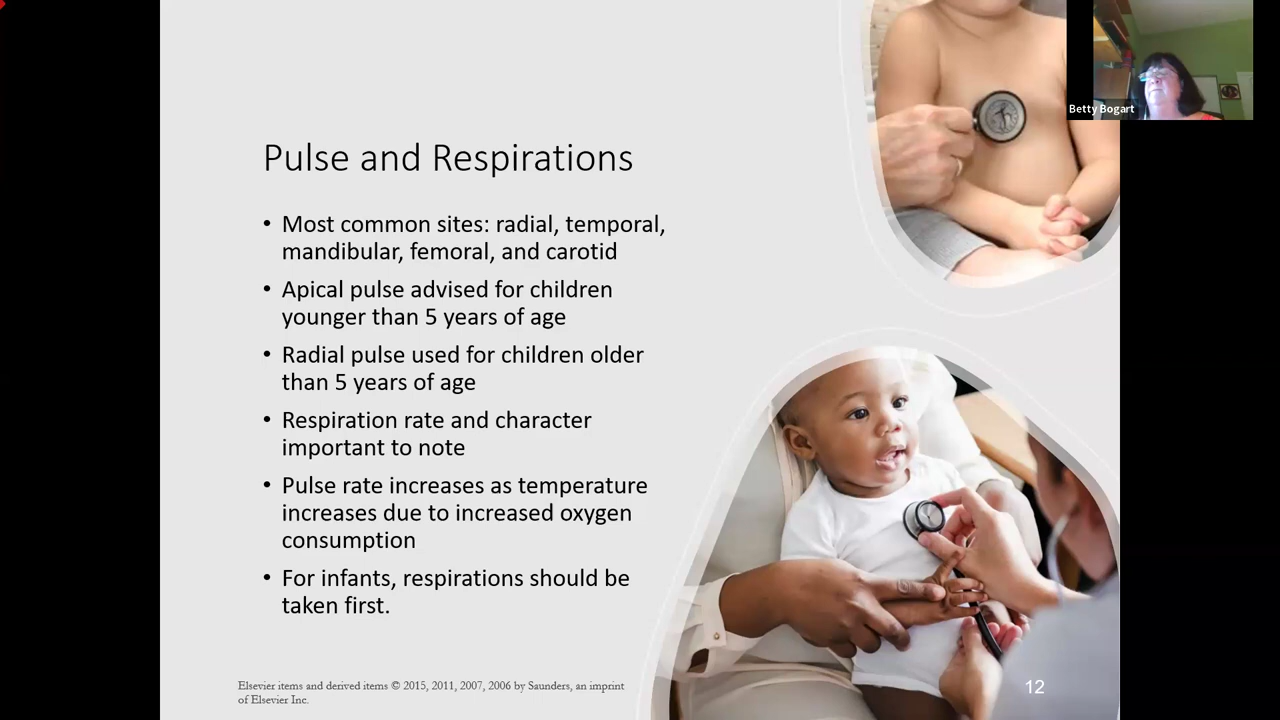 Betty Bogart
Pulse and Respirations
• Most common sites: radial, temporal,
mandibular, femoral, and carotid
• Apical pulse advised for children
younger than 5 years of age
• Radial pulse used for children older
than 5 years of age
• Respiration rate and character
important to note
• Pulse rate increases as temperature
increases due to increased oxygen
consumption
• For infants, respirations should be
taken first.
Elsevier items and derived items © 2015, 2011, 2007, 2006 by Saunders, an imprint
of Elsevier Inc.
12